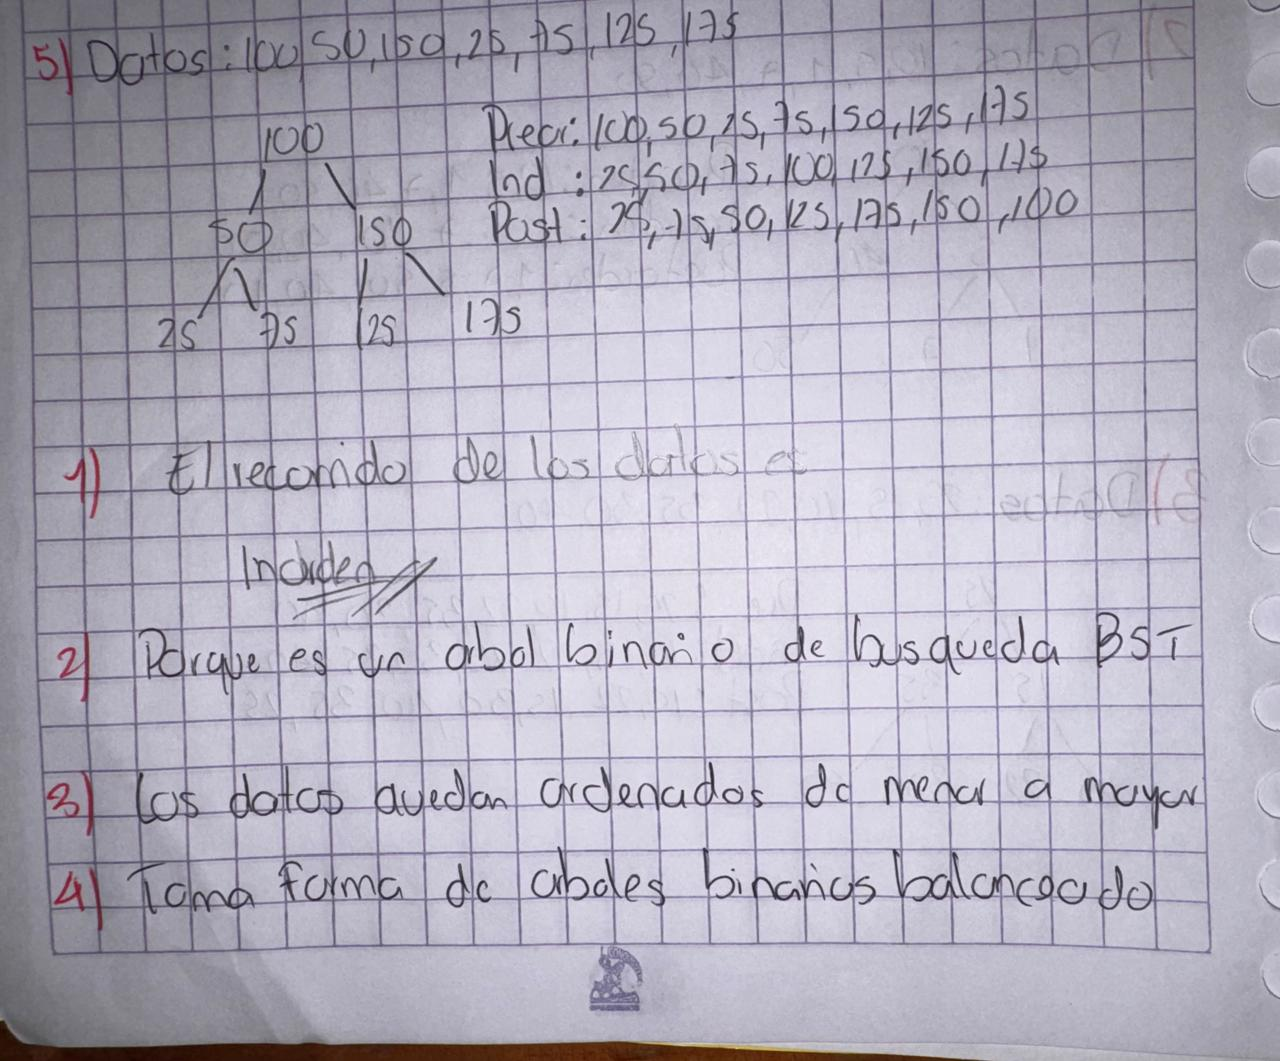 5) Datos: 100, 50, 150, 25, 75, 125, 175
100
50 150
25 75 125 175
Preor: 100, 50, 25, 75, 150, 125, 175
Ind : 25, 50, 75, 100, 125, 150, 175
Post : 25, 75, 50, 125, 175, 150, 100
1) El recorrido de los datos es
Inorden
2) Porque es un arbol binario de busqueda BST
3) Los datos quedan ordenados de menor a mayor
4) Toma forma de arboles binarios balanceado